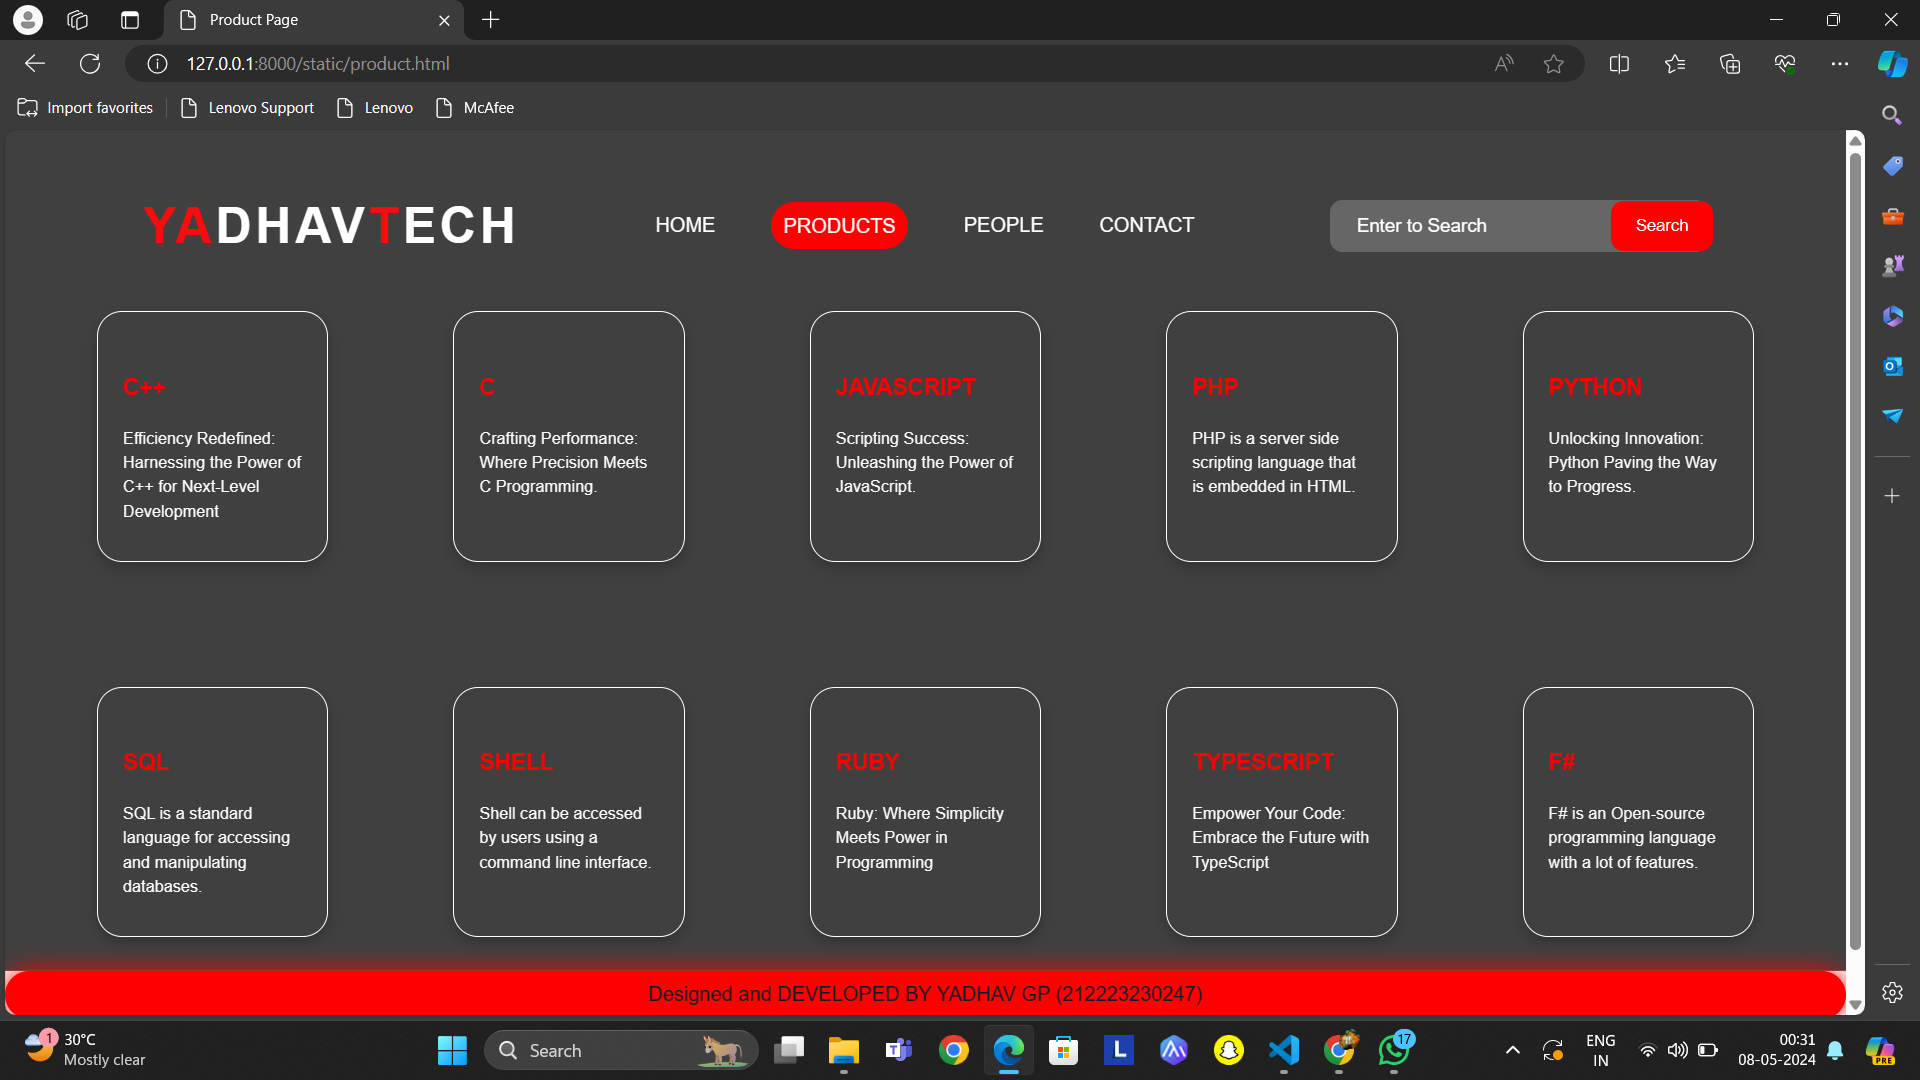 Product Page
127.0.0.1:8000/static/product.html
Import favorites
Lenovo Support
Lenovo
McAfee
YADHAVTECH
HOME
PRODUCTS
PEOPLE
CONTACT
Enter to Search
Search
C++
Efficiency Redefined:
Harnessing the Power of
C++ for Next-Level
Development
C
Crafting Performance:
Where Precision Meets
C Programming.
JAVASCRIPT
Scripting Success:
Unleashing the Power of
JavaScript.
PHP
PHP is a server side
scripting language that
is embedded in HTML.
PYTHON
Unlocking Innovation:
Python Paving the Way
to Progress.
SQL
SQL is a standard
language for accessing
and manipulating
databases.
SHELL
Shell can be accessed
by users using a
command line interface.
RUBY
Ruby: Where Simplicity
Meets Power in
Programming
TYPESCRIPT
Empower Your Code:
Embrace the Future with
TypeScript
F#
F# is an Open-source
programming language
with a lot of features.
Designed and DEVELOPED BY YADHAV GP (212223230247)
1
30°C
Mostly clear
Search
L
17
ENG
IN
00:31
08-05-2024
PRE